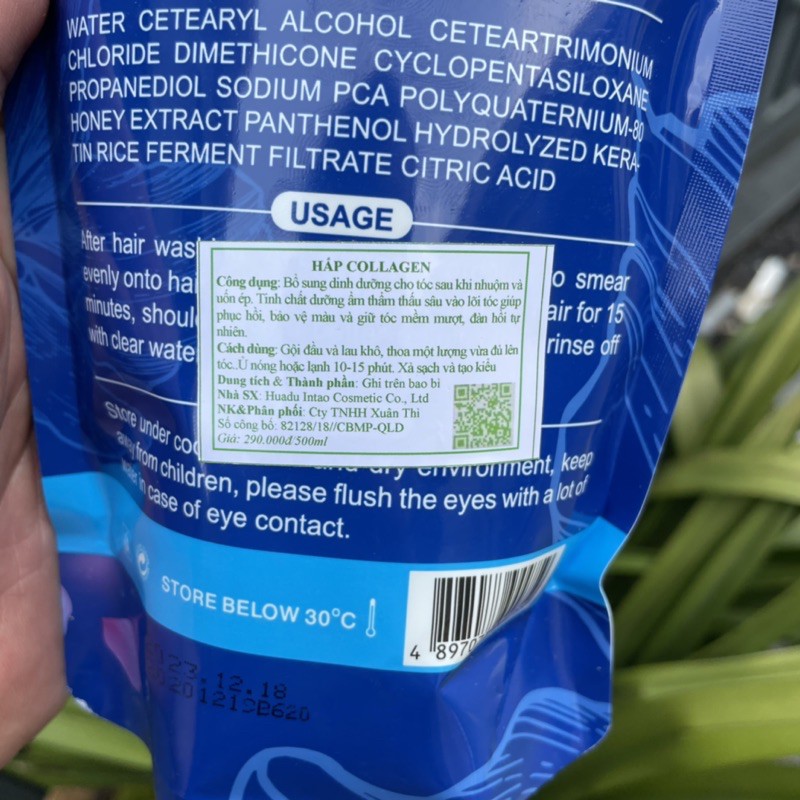 WATER CETEARYL ALCOHOL CETEARTRIMONIUM
CHLORIDE DIMETHICONE CYCLOPENTASILOXANE
PROPANEDIOL SODIUM PCA POLYQUATERNIUM-80
HONEY EXTRACT PANTHENOL HYDROLYZED KERA-
TIN RICE FERMENT FILTRATE CITRIC ACID
USAGE
After hair was
evenly onto hai o smear
minutes, shoul air for 15
with clear wate rinse off
HẤP COLLAGEN
Công dụng: Bổ sung dinh dưỡng cho tóc sau khi nhuộm và
uốn ép. Tinh chất dưỡng ẩm thẩm thấu sâu vào lõi tóc giúp
phục hồi, bảo vệ màu và giữ tóc mềm mượt, đàn hồi tự
nhiên.
Cách dùng: Gội đầu và lau khô, thoa một lượng vừa đủ lên
tóc..Ủ nóng hoặc lạnh 10-15 phút. Xả sạch và tạo kiểu
Dung tích & Thành phần: Ghi trên bao bì
Nhà SX: Huadu Intao Cosmetic Co., Ltd
NK&Phân phối: Cty TNHH Xuân Thi
Số công bố: 82128/18//CBMP-QLD
Giá: 290.000đ/500ml
Store under coo and dry environment, keep
away from children, please flush the eyes with a lot of
water in case of eye contact.
STORE BELOW 30°C
4 8970
12.18